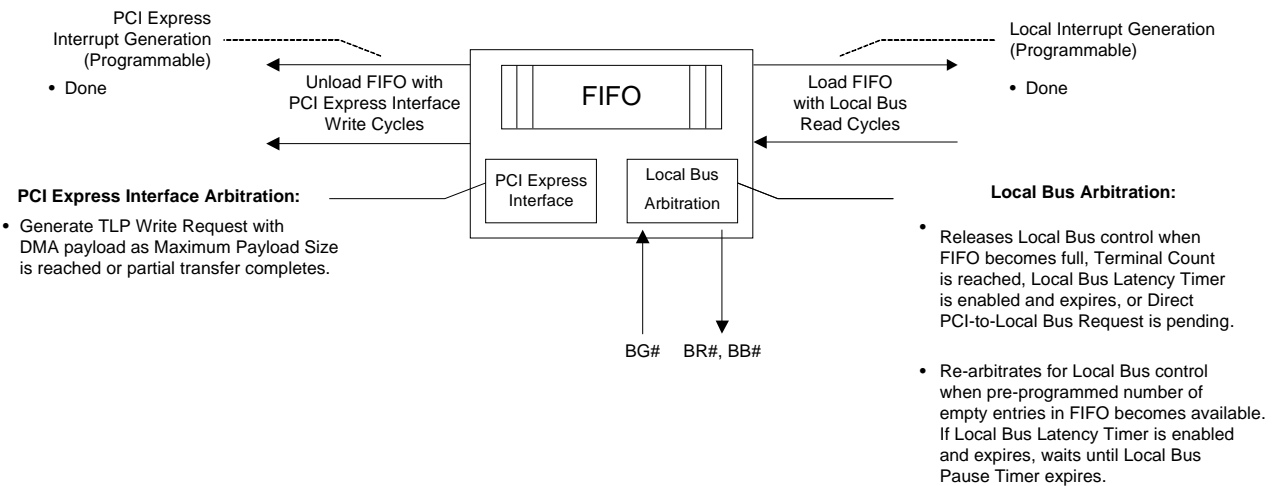 PCI Express
Interrupt Generation
(Programmable)
• Done
Unload FIFO with
PCI Express Interface
Write Cycles
FIFO
Load FIFO
with Local Bus
Read Cycles
Local Interrupt Generation
(Programmable)
• Done
PCI Express Interface Arbitration:
• Generate TLP Write Request with
DMA payload as Maximum Payload Size
is reached or partial transfer completes.
PCI Express
Interface
Local Bus
Arbitration
BG#
BR#, BB#
Local Bus Arbitration:
• Releases Local Bus control when
FIFO becomes full, Terminal Count
is reached, Local Bus Latency Timer
is enabled and expires, or Direct
PCI-to-Local Bus Request is pending.
• Re-arbitrates for Local Bus control
when pre-programmed number of
empty entries in FIFO becomes available.
If Local Bus Latency Timer is enabled
and expires, waits until Local Bus
Pause Timer expires.